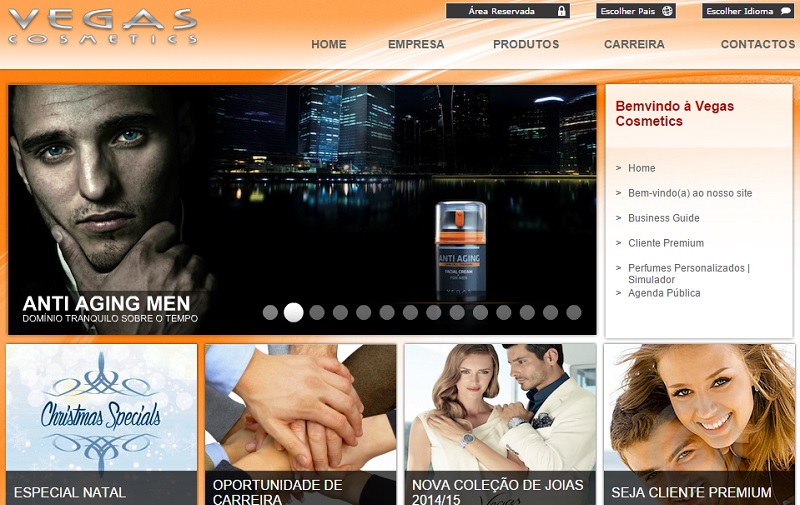 VEGAS
COSMETICS
Área Reservada
Escolher Pais
Escolher Idioma
HOME
EMPRESA
PRODUTOS
CARREIRA
CONTACTOS
ANTI AGING
FACIAL CREAM
VEGAS
ANTI AGING MEN
DOMÍNIO TRANQUILO SOBRE O TEMPO
Bemvindo à Vegas
Cosmetics
> Home
> Bem-vindo(a) ao nosso site
> Business Guide
> Cliente Premium
> Perfumes Personalizados |
Simulador
> Agenda Pública
Christmas Specials
ESPECIAL NATAL
OPORTUNIDADE DE
CARREIRA
Vegas
NOVA COLEÇÃO DE JOIAS
2014/15
SEJA CLIENTE PREMIUM